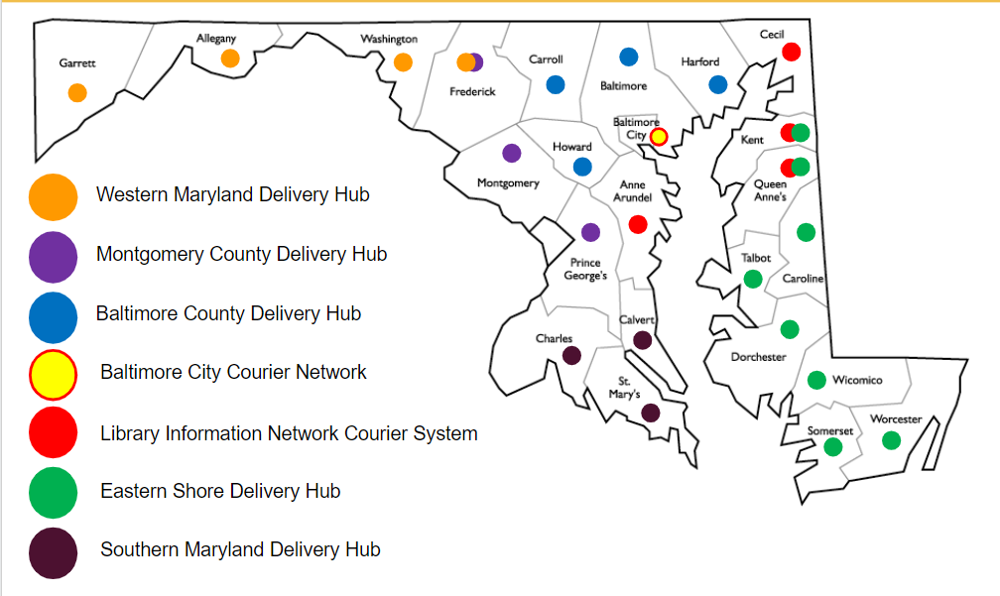 Garrett
Allegany
Washington
Frederick
Carroll
Baltimore
Harford
Cecil
Baltimore
City
Kent
Howard
Montgomery
Anne
Arundel
Queen
Anne's
Prince
George's
Talbot
Caroline
Calvert
Charles
Dorchester
St.
Mary's
Wicomico
Somerset
Worcester
Western Maryland Delivery Hub
Montgomery County Delivery Hub
Baltimore County Delivery Hub
Baltimore City Courier Network
Library Information Network Courier System
Eastern Shore Delivery Hub
Southern Maryland Delivery Hub